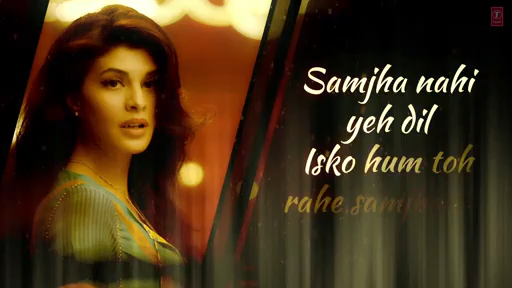 Samjha nahi
yeh dil
Isko hum toh
rahe